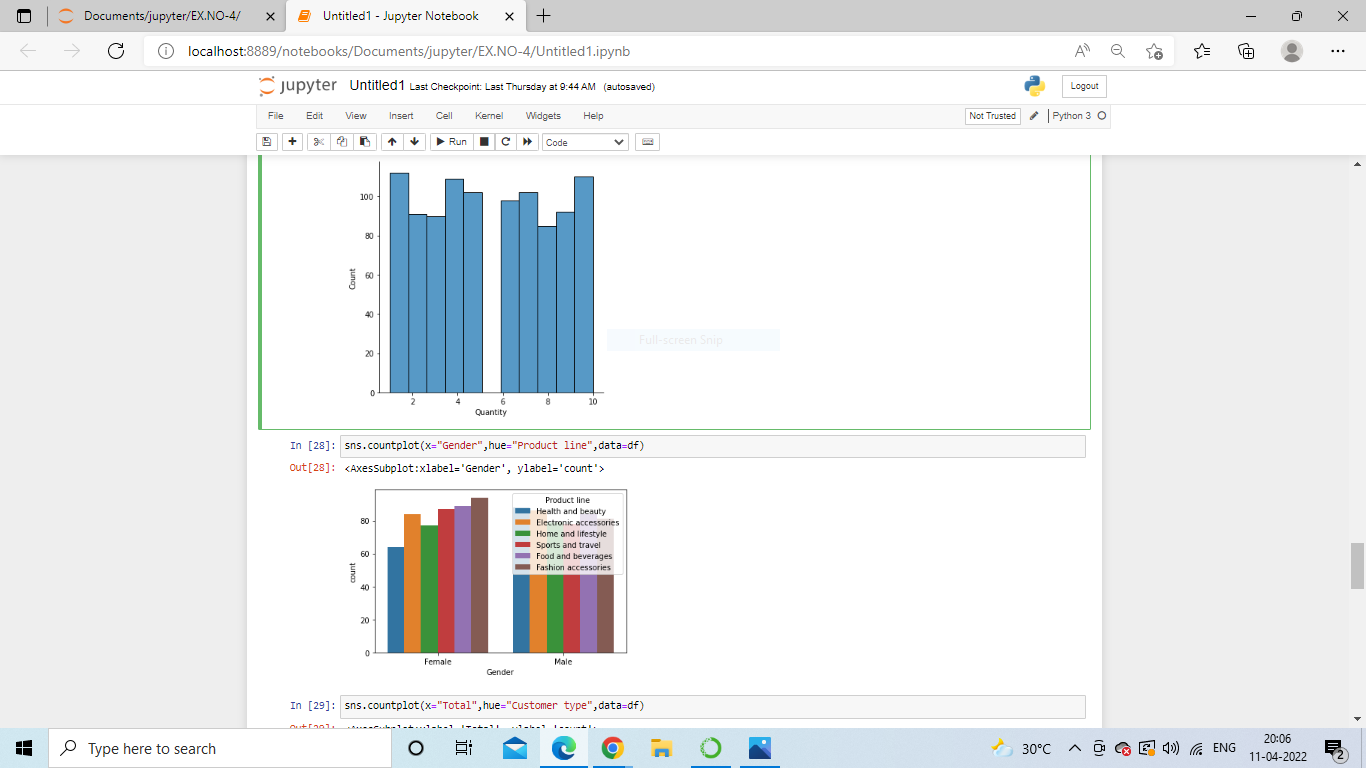 Documents/jupyter/EX.NO-4/
Untitled1 - Jupyter Notebook
localhost:8889/notebooks/Documents/jupyter/EX.NO-4/Untitled1.ipynb
jupyter Untitled1 Last Checkpoint: Last Thursday at 9:44 AM (autosaved)
Logout
File Edit View Insert Cell Kernel Widgets Help
Not Trusted
Python 3
Run
Code
100
80
60
40
20
0
Count
2 4 6 8 10
Quantity
Full-screen Snip
In [28]: sns.countplot(x="Gender",hue="Product line",data=df)
Out[28]: <AxesSubplot:xlabel='Gender', ylabel='count'>
80
60
40
20
0
count
Product line
Health and beauty
Electronic accessories
Home and lifestyle
Sports and travel
Food and beverages
Fashion accessories
Female Male
Gender
In [29]: sns.countplot(x="Total",hue="Customer type",data=df)
Type here to search
30°C
ENG
20:06
11-04-2022
2